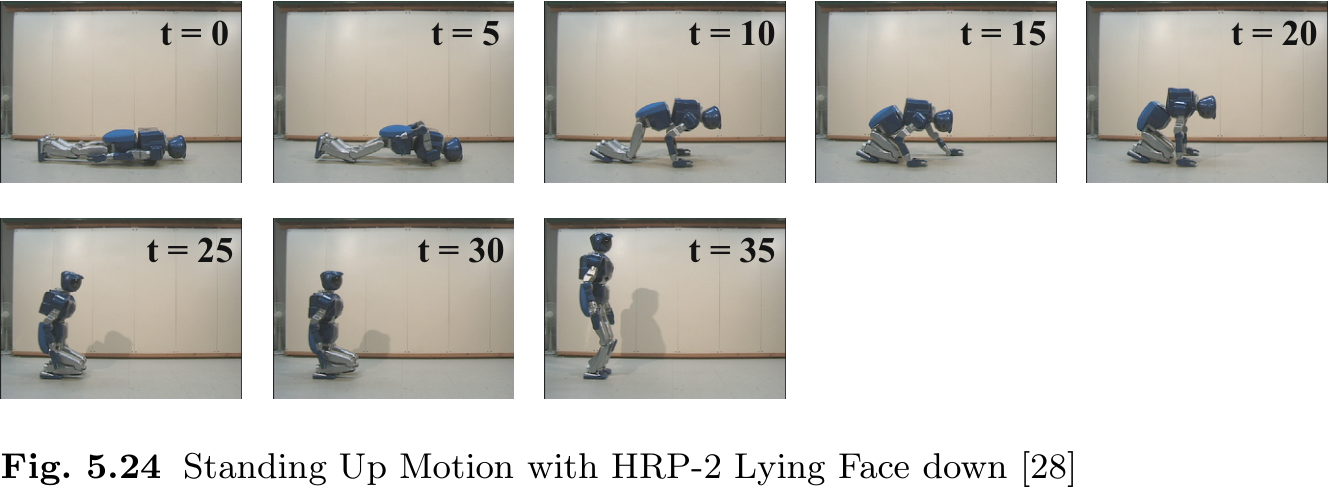 t = 0
t = 5
t = 10
t = 15
t = 20
t = 25
t = 30
t = 35
Fig. 5.24 Standing Up Motion with HRP-2 Lying Face down [28]